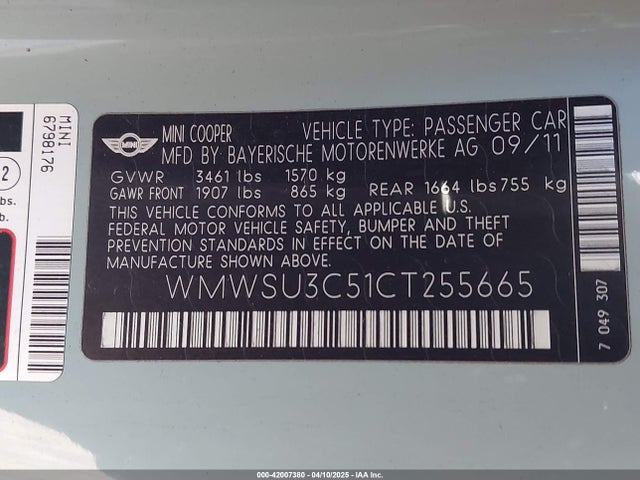 MINI
6798176
2
bs.
b.
MINI
MINI COOPER VEHICLE TYPE: PASSENGER CAR
MFD BY: BAYERISCHE MOTORENWERKE AG 09/11
GVWR 3461 lbs 1570 kg
GAWR FRONT 1907 lbs 865 kg REAR 1664 lbs 755 kg
THIS VEHICLE CONFORMS TO ALL APPLICABLE U.S.
FEDERAL MOTOR VEHICLE SAFETY, BUMPER AND THEFT
PREVENTION STANDARDS IN EFFECT ON THE DATE OF
MANUFACTURE SHOWN ABOVE.
WMWSU3C51CT255665
7 049 307
000-42007380 - 04/10/2025 - IAA Inc.